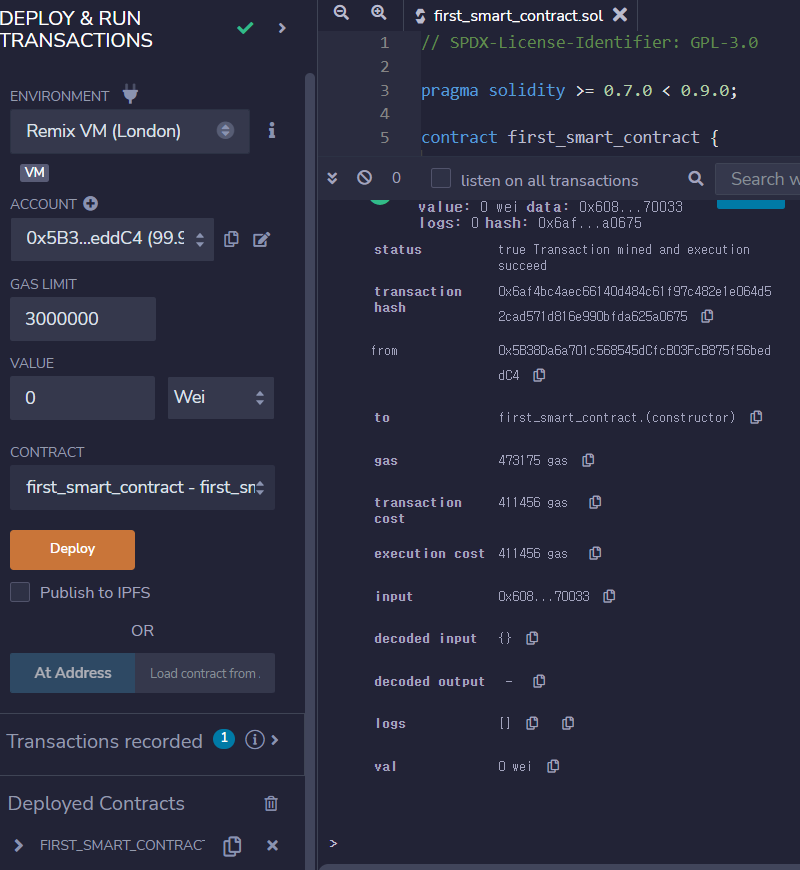 DEPLOY & RUN
TRANSACTIONS
ENVIRONMENT
Remix VM (London)
VM
ACCOUNT
0x5B3...eddC4 (99.9
GAS LIMIT
3000000
VALUE
0
Wei
CONTRACT
first_smart_contract - first_sm
Deploy
Publish to IPFS
OR
At Address
Load contract from
Transactions recorded 1
Deployed Contracts
FIRST_SMART_CONTRACT
first_smart_contract.sol
1 // SPDX-License-Identifier: GPL-3.0
2
3 pragma solidity >= 0.7.0 < 0.9.0;
4
5 contract first_smart_contract {
0
listen on all transactions
Search w
value: 0 wei data: 0x608...70033
logs: 0 hash: 0x6af...a0675
status true Transaction mined and execution
succeed
transaction 0x6af4bc4aec66140d484c61f97c482e1e064d5
hash 2cad571d816e990bfda625a0675
from 0x5B38Da6a701c568545dCfcB03FcB875f56bed
dC4
to first_smart_contract.(constructor)
gas 473175 gas
transaction 411456 gas
cost
execution cost 411456 gas
input 0x608...70033
decoded input {}
decoded output -
logs []
val 0 wei
>